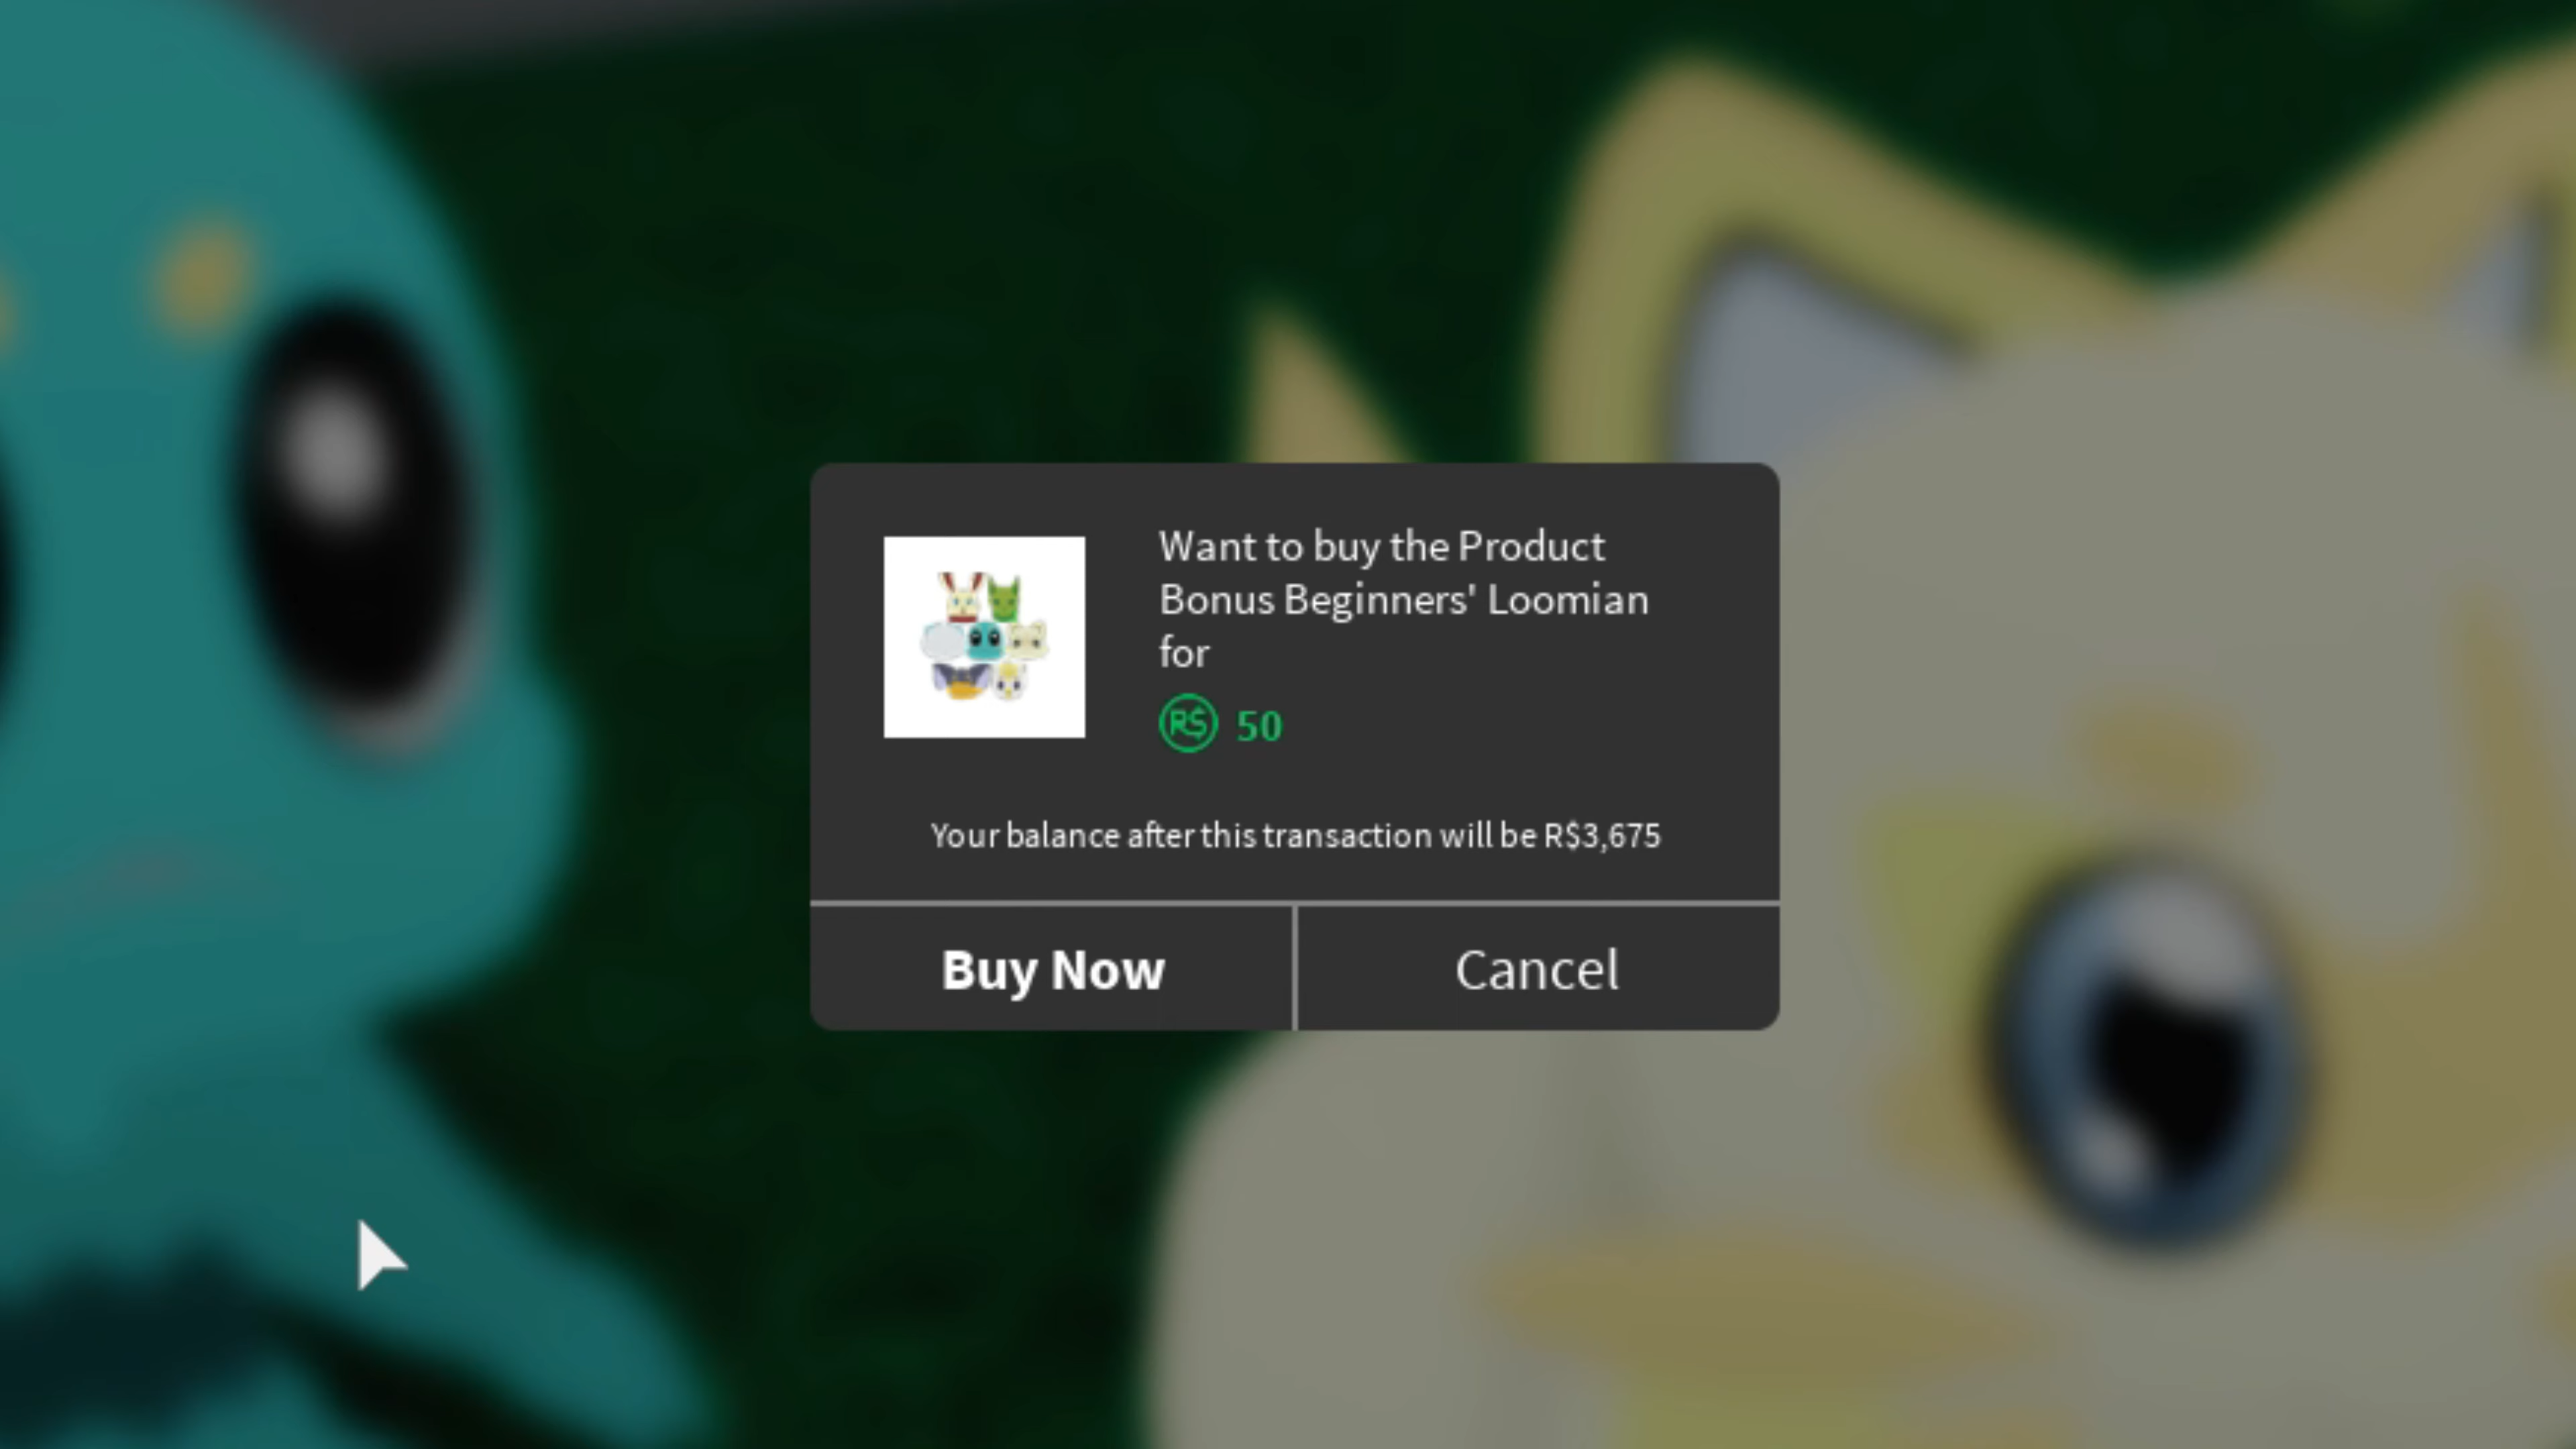 Want to buy the Product
Bonus Beginners' Loomian
for
R$ 50
Your balance after this transaction will be R$3,675
Buy Now
Cancel